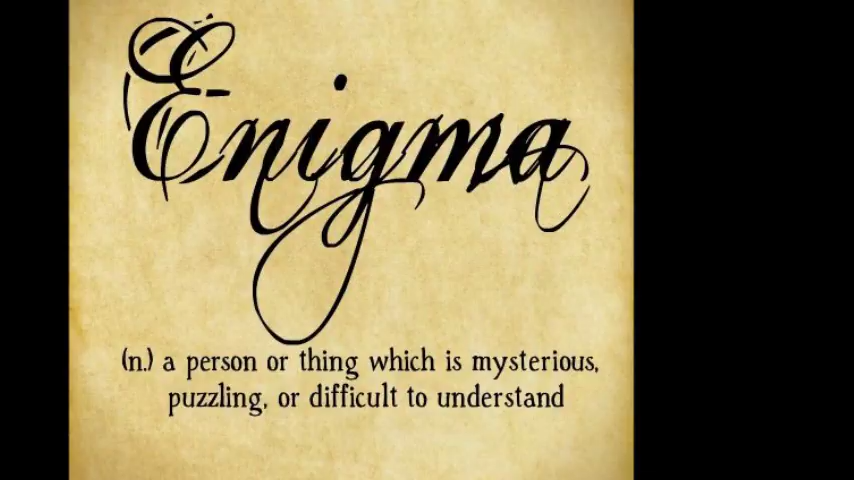 Enigma
(n.) a person or thing which is mysterious,
puzzling, or difficult to understand